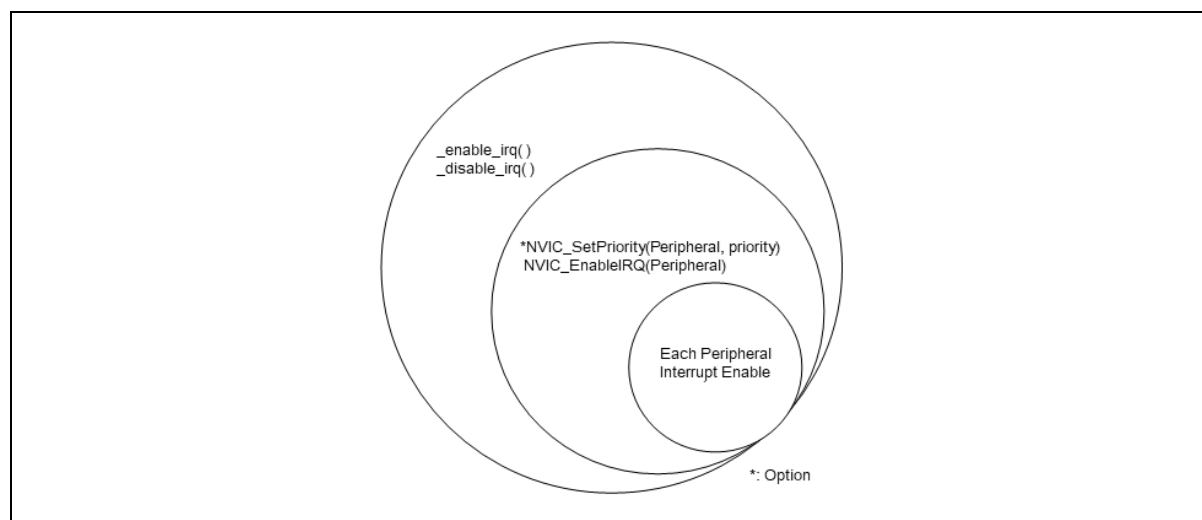 _enable_irq( )
_disable_irq( )
*NVIC_SetPriority(Peripheral, priority)
NVIC_EnableIRQ(Peripheral)
Each Peripheral
Interrupt Enable
*: Option